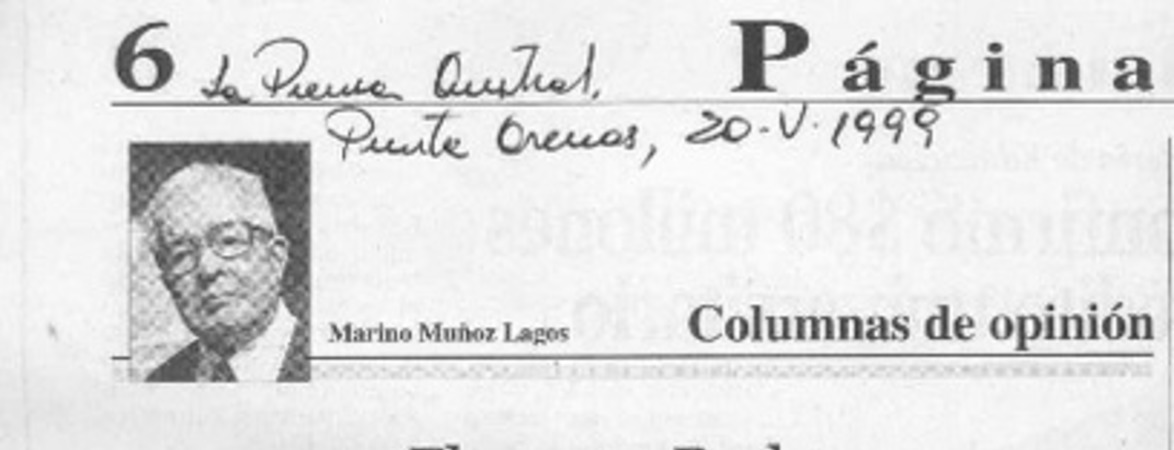 6 La Prensa Austral. Página
Punta Arenas, 20-V-1999
Marino Muñoz Lagos Columnas de opinión